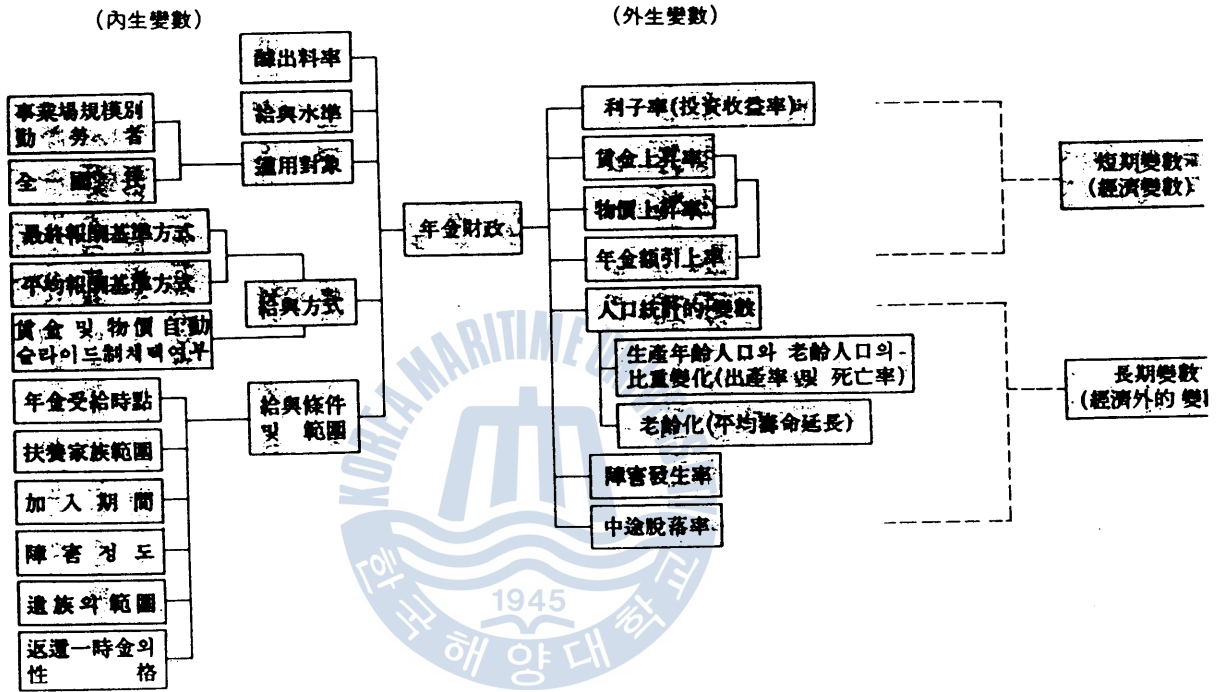 (內生變數)
(外生變數)
醵出料率
給與水準
適用對象
事業場規模別
勤勞者
全國民
最終報酬基準方式
平均報酬基準方式
賃金 및 物價自動
슬라이드制채택여부
給與方式
年金受給時點
扶養家族範圍
加入期間
障害정도
遺族의範圍
返還一時金의
性格
給與條件
및 範圍
年金財政
利子率(投資收益率)
賃金上昇率
物價上昇率
年金額引上率
人口統計的 變數
生產年齡人口와 老齡人口의
比重變化(出產率 및 死亡率)
老齡化(平均壽命延長)
障害發生率
中途脫落率
短期變數
(經濟變數)
長期變數
(經濟外的 變
KOREA MARITIME
1945
한국해양대학교